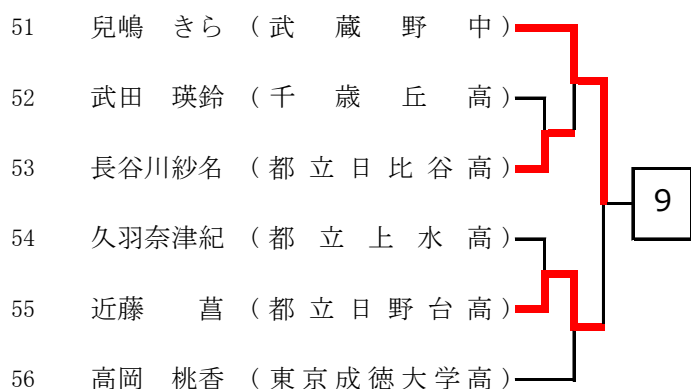 51 兒嶋 きら (武蔵野中)
52 武田 瑛鈴 (千歳丘高)
53 長谷川紗名 (都立日比谷高)
9
54 久羽奈津紀 (都立上水高)
55 近藤 菖 (都立日野台高)
56 高岡 桃香 (東京成徳大学高)